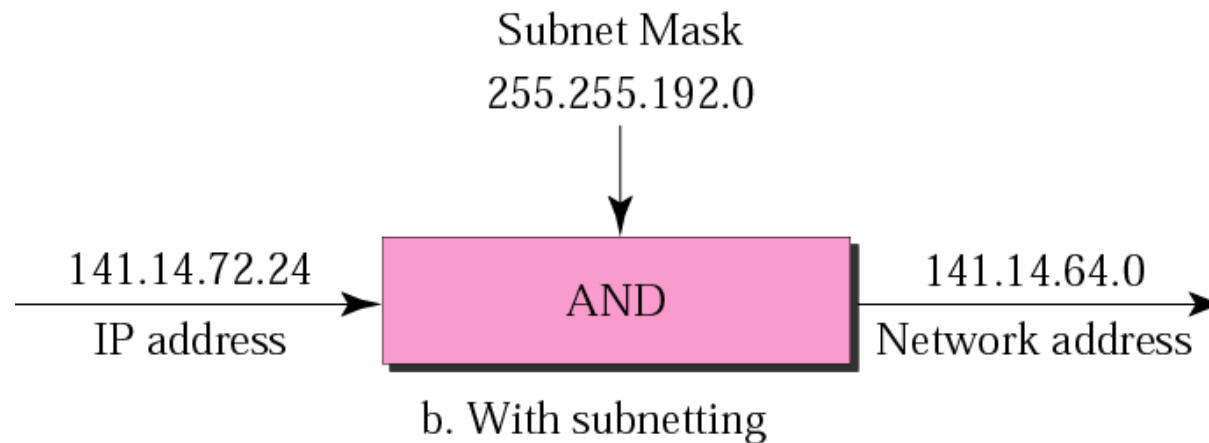 Subnet Mask
255.255.192.0
141.14.72.24
IP address
AND
141.14.64.0
Network address
b. With subnetting